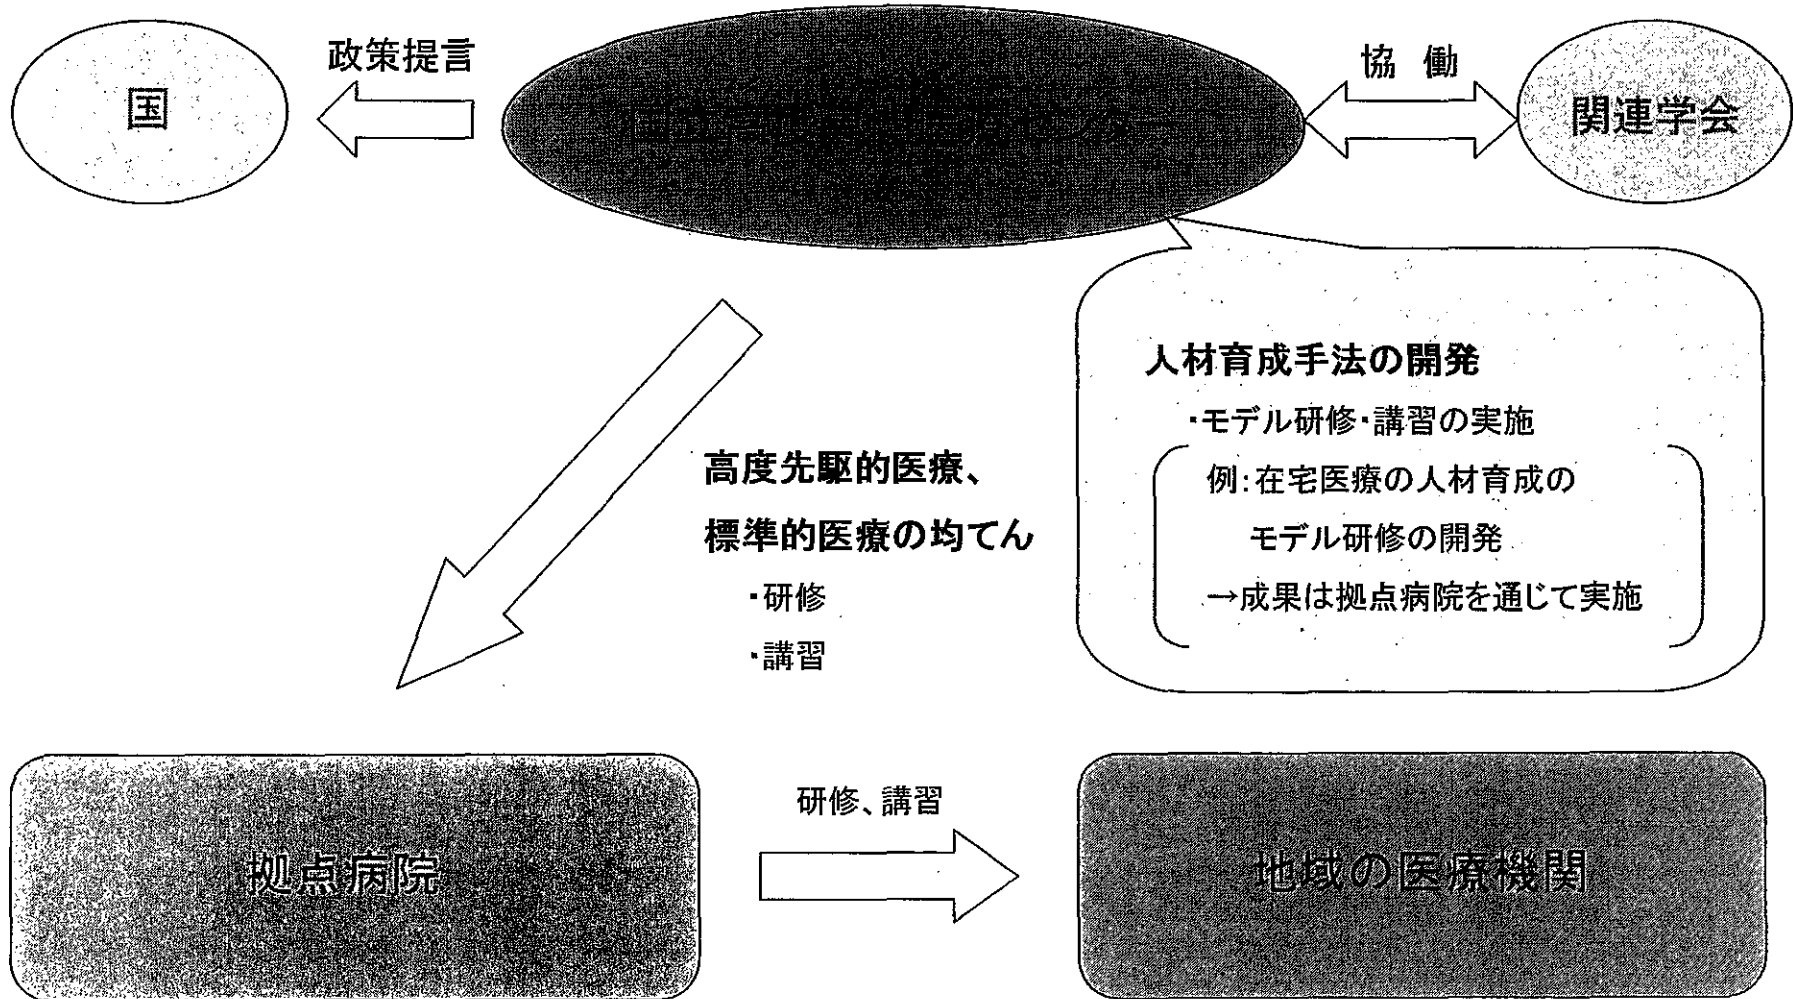 政策提言
協 働
国
関連学会
人材育成手法の開発
・モデル研修・講習の実施
例:在宅医療の人材育成の
モデル研修の開発
→成果は拠点病院を通じて実施
高度先駆的医療、
標準的医療の均てん
・研修
・講習
研修、講習
拠点病院
地域の医療機関